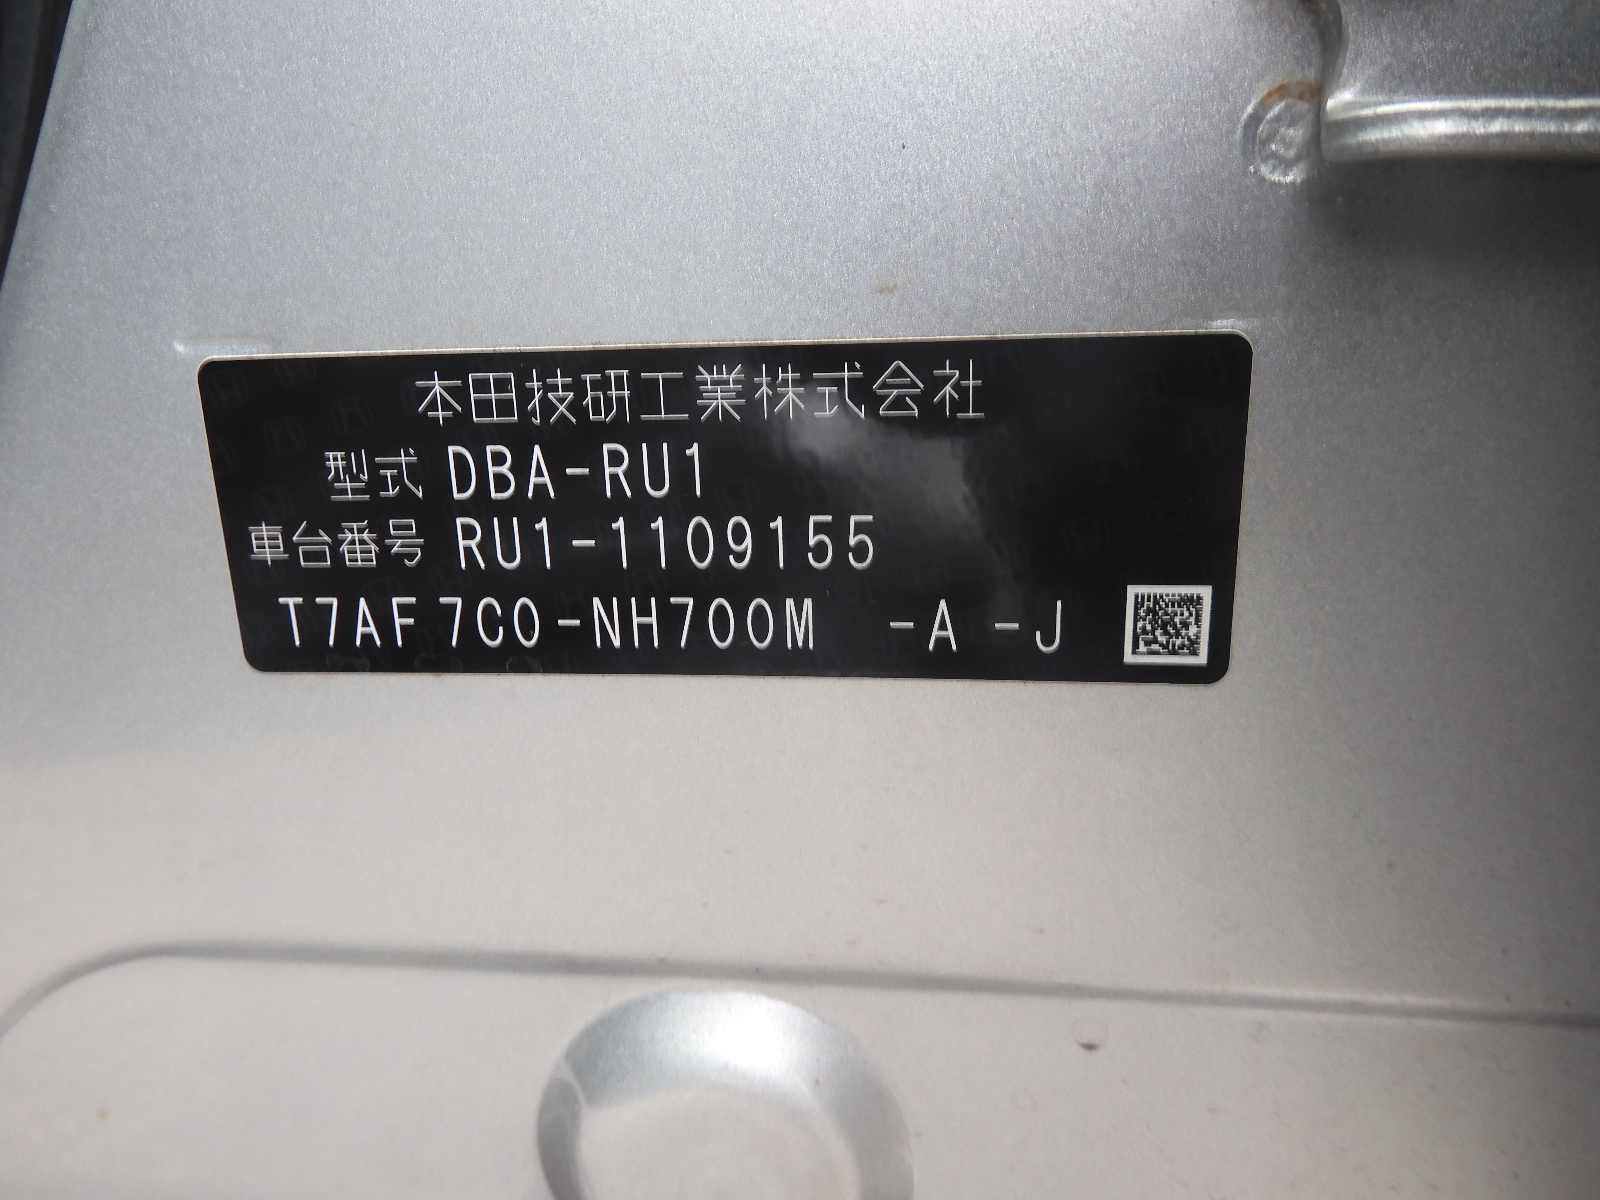 本田技研工業株式会社
型式 DBA-RU1
車台番号 RU1-1109155
T7AF 7C0-NH700M -A -J